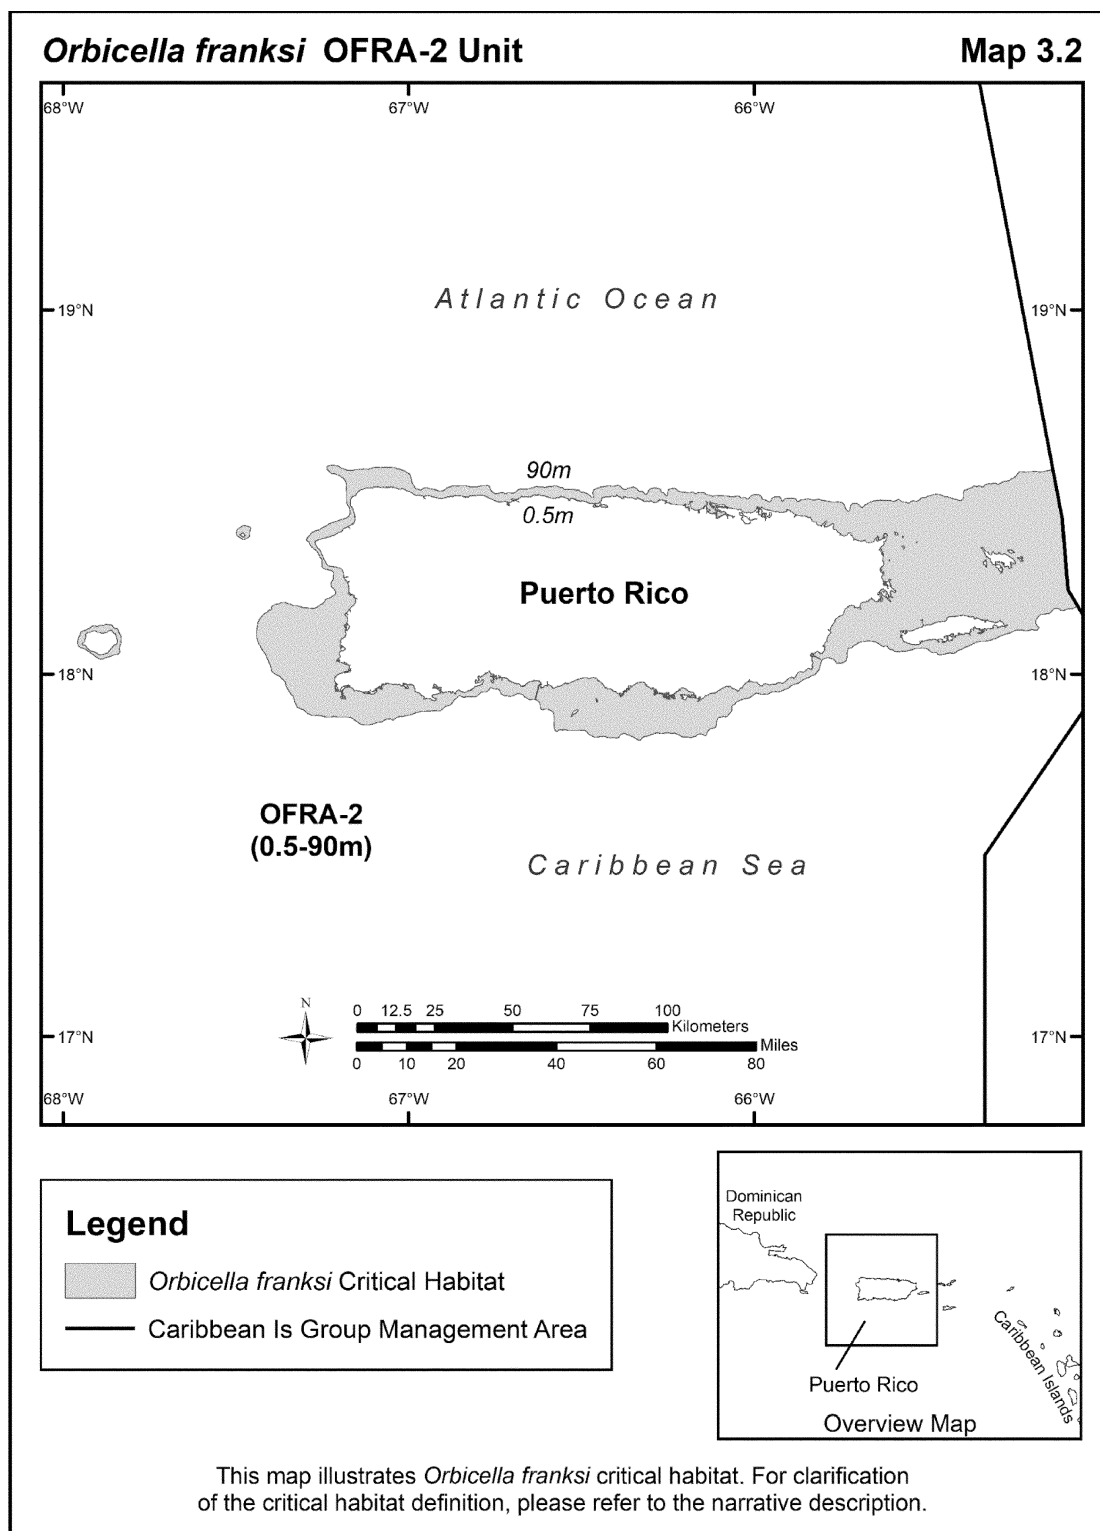 Orbicella franksi OFRA-2 Unit
Map 3.2
68°W
67°W
66°W
Atlantic Ocean
19°N
19°N
90m
0.5m
Puerto Rico
18°N
18°N
OFRA-2
(0.5-90m)
Caribbean Sea
N
0 12.5 25 50 75 100
Kilometers
Miles
0 10 20 40 60 80
17°N
17°N
68°W
67°W
66°W
Legend
Orbicella franksi Critical Habitat
Caribbean Is Group Management Area
Dominican
Republic
Caribbean Islands
Puerto Rico
Overview Map
This map illustrates Orbicella franksi critical habitat. For clarification
of the critical habitat definition, please refer to the narrative description.